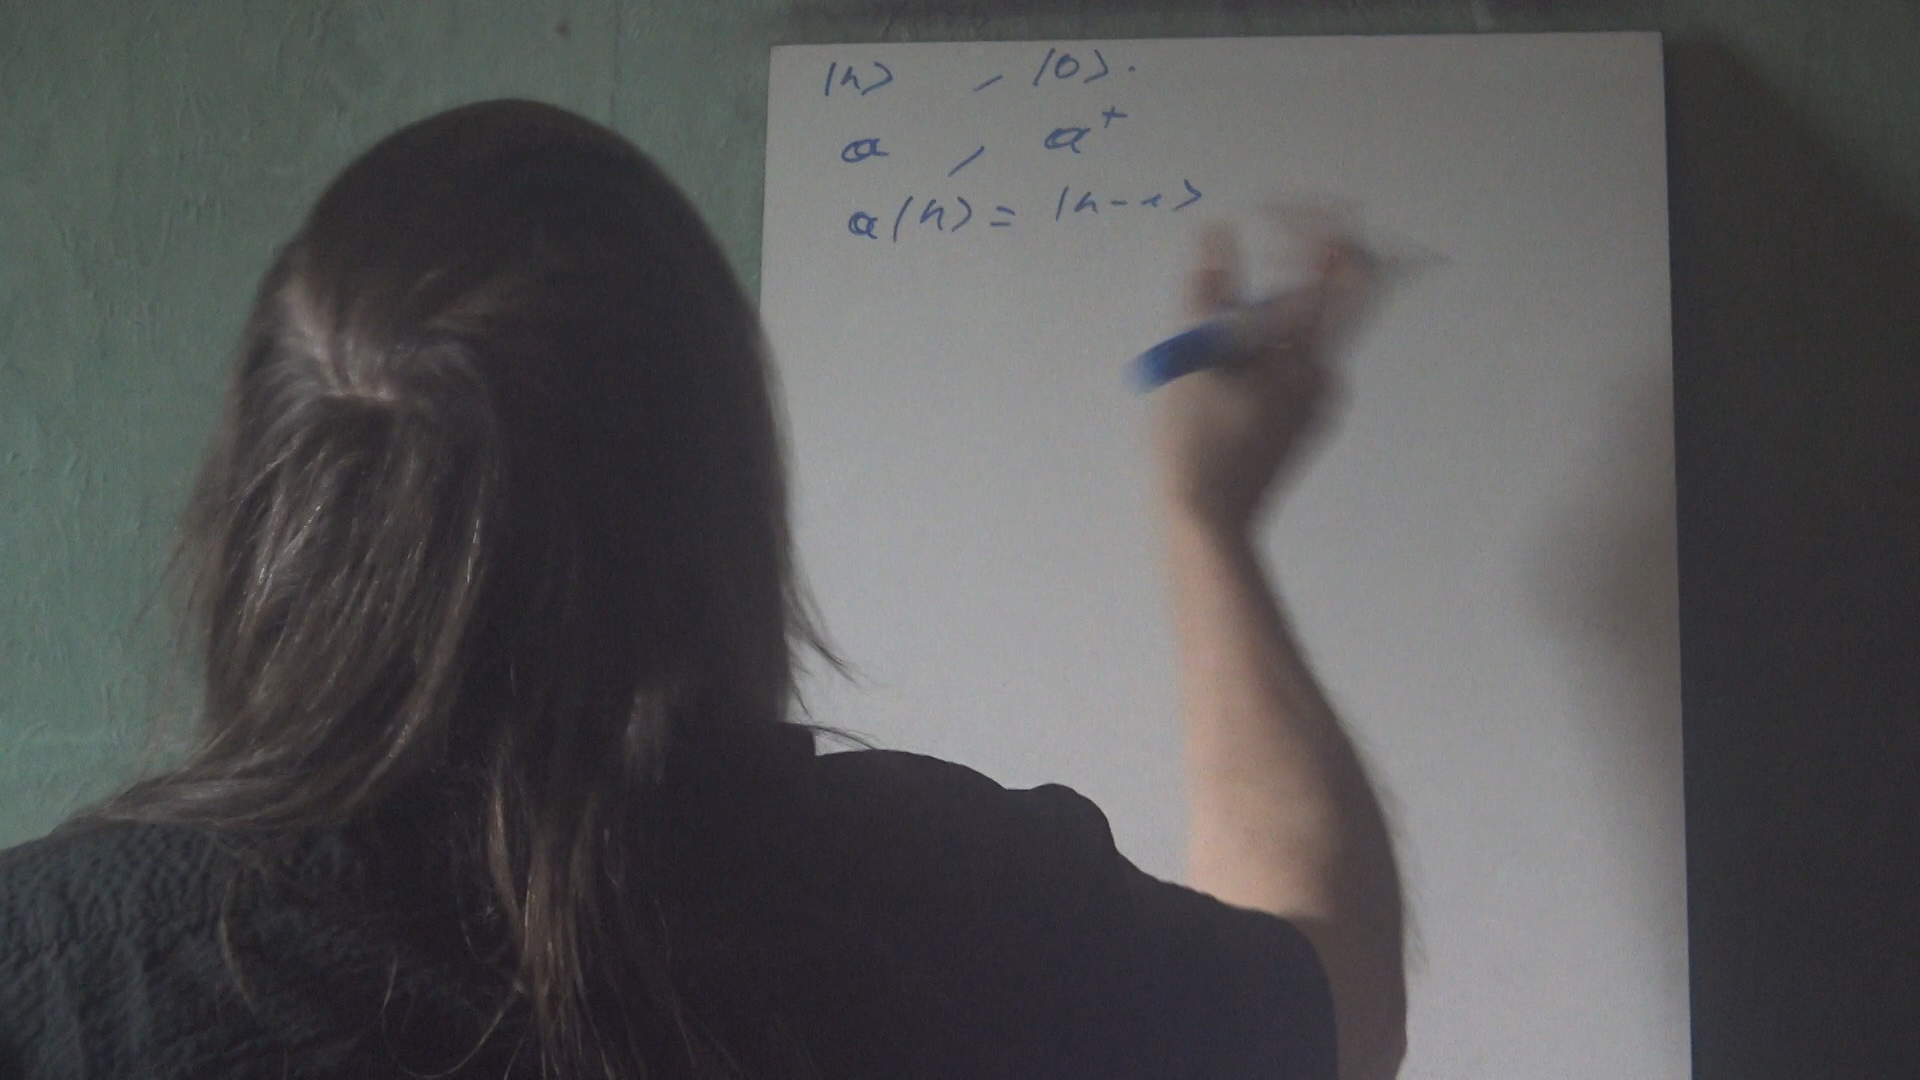 |n> , |0>.
a , a⁺
a|n> = |n-1>